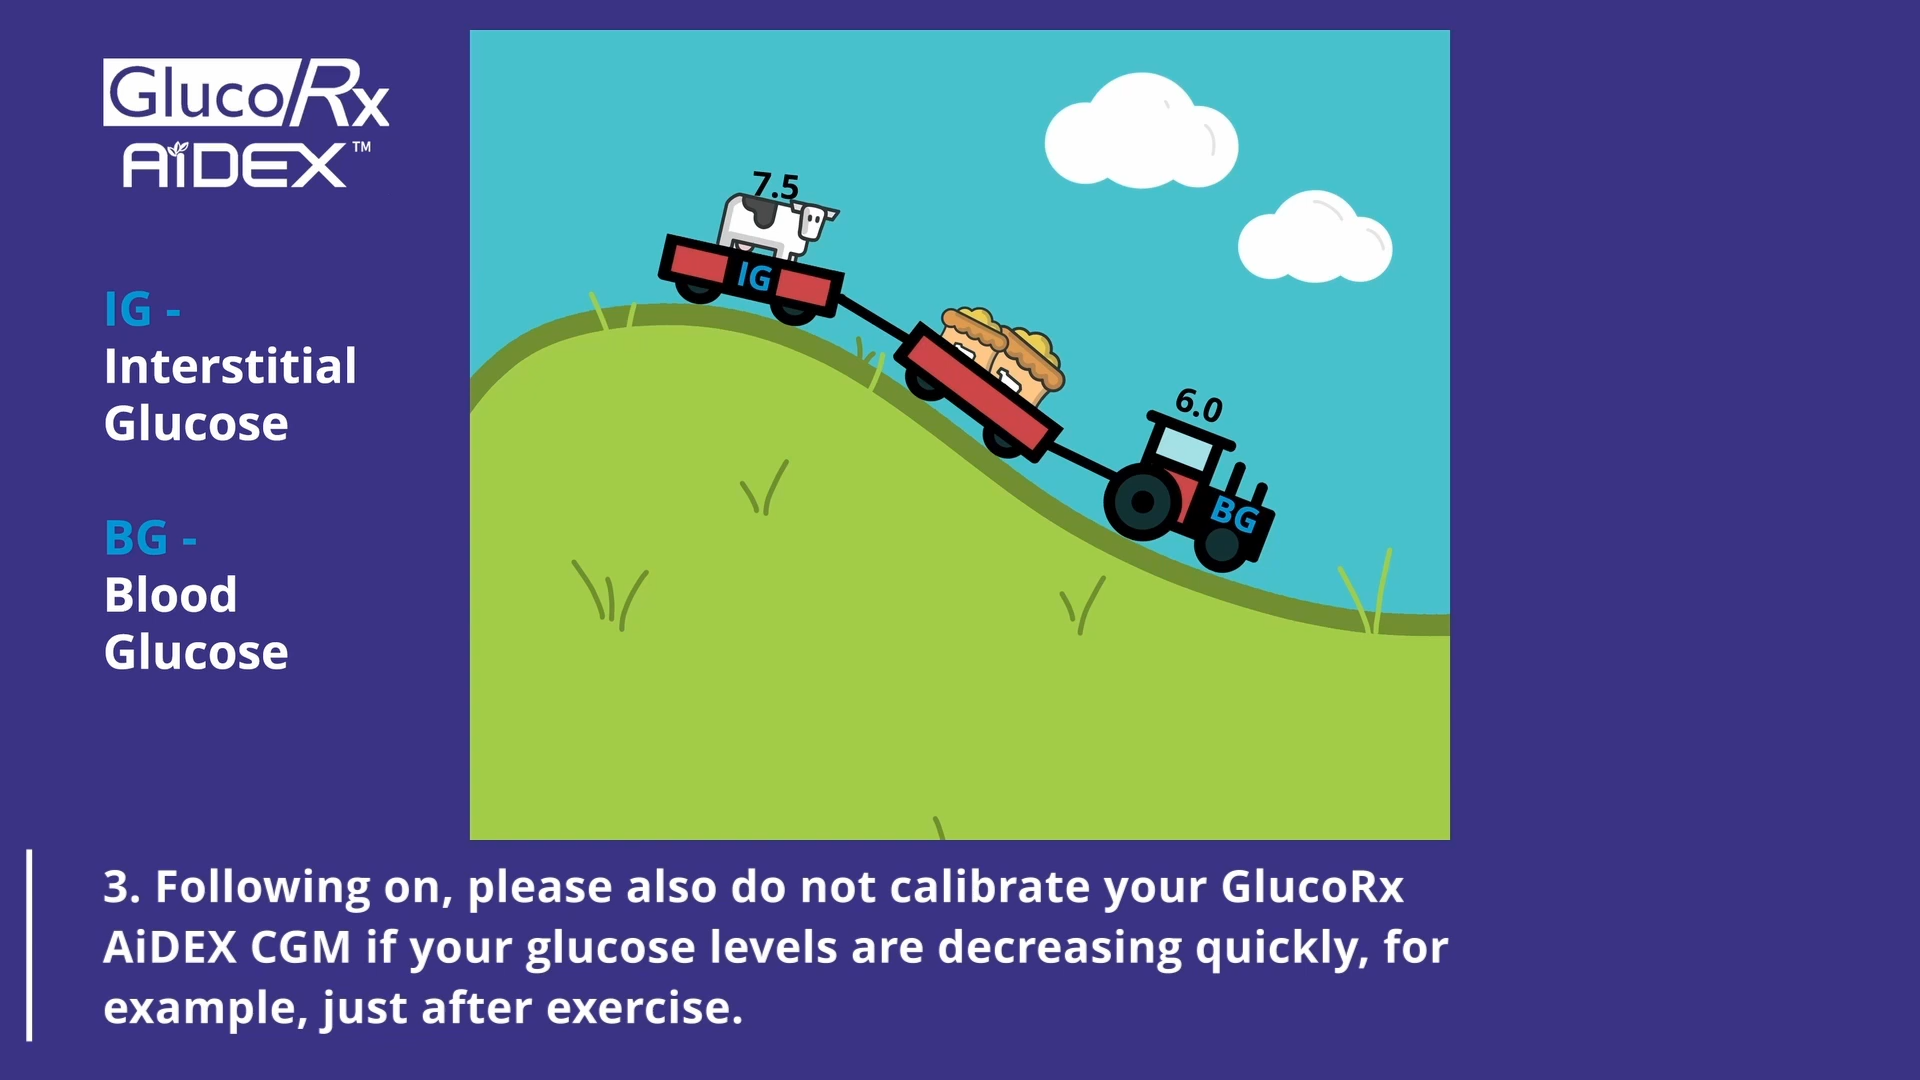 GlucoRx
AiDEX™
IG -
Interstitial
Glucose
BG -
Blood
Glucose
7.5
IG
6.0
BG
3. Following on, please also do not calibrate your GlucoRx
AiDEX CGM if your glucose levels are decreasing quickly, for
example, just after exercise.